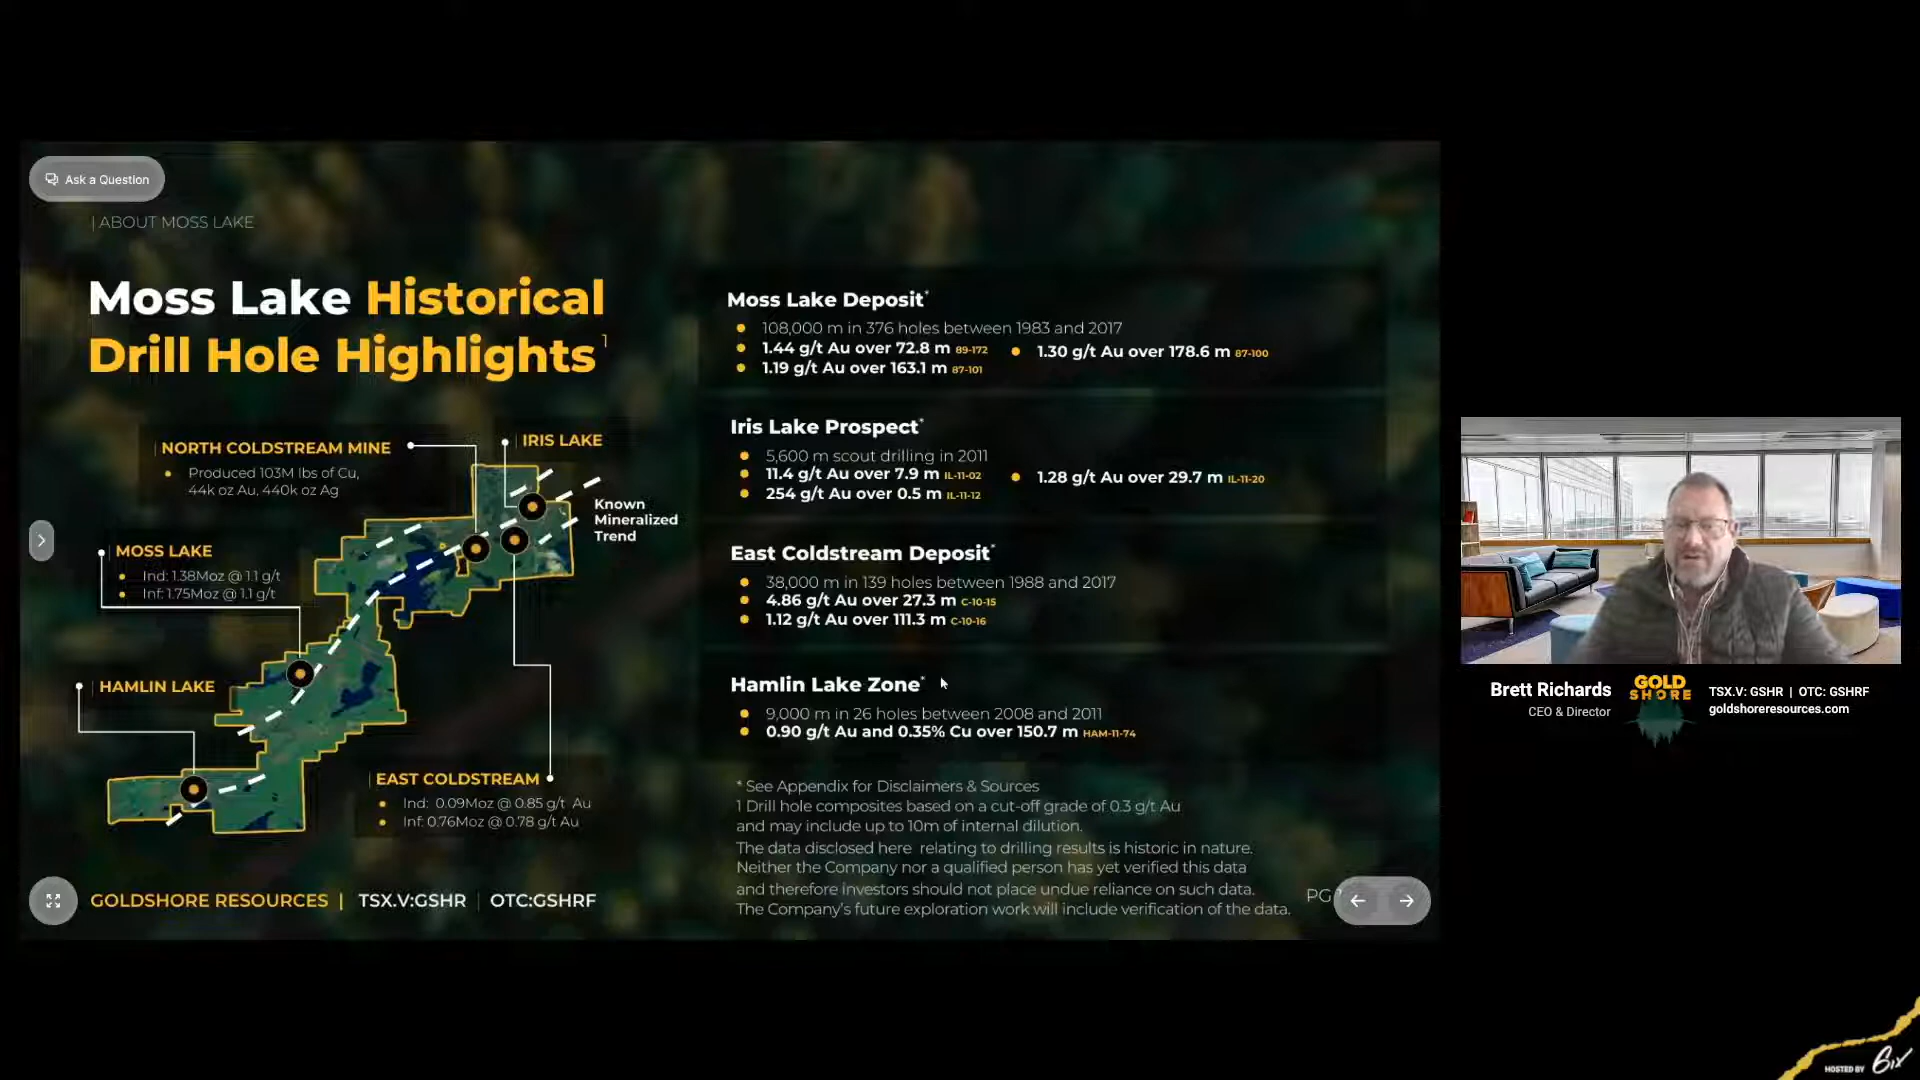 Ask a Question
| ABOUT MOSS LAKE
Moss Lake Historical
Drill Hole Highlights 1
NORTH COLDSTREAM MINE
Produced 103M lbs of Cu,
44k oz Au, 440k oz Ag
IRIS LAKE
Known
Mineralized
Trend
MOSS LAKE
Ind: 1.38Moz @ 1.1 g/t
Inf: 1.75Moz @ 1.1 g/t
HAMLIN LAKE
EAST COLDSTREAM
Ind: 0.09Moz @ 0.85 g/t Au
Inf: 0.76Moz @ 0.78 g/t Au
GOLDSHORE RESOURCES | TSX.V:GSHR | OTC:GSHRF
Moss Lake Deposit*
108,000 m in 376 holes between 1983 and 2017
1.44 g/t Au over 72.8 m 89-172
1.30 g/t Au over 178.6 m 87-100
1.19 g/t Au over 163.1 m 87-101
Iris Lake Prospect*
5,600 m scout drilling in 2011
11.4 g/t Au over 7.9 m IL-11-02
1.28 g/t Au over 29.7 m IL-11-20
254 g/t Au over 0.5 m IL-11-12
East Coldstream Deposit*
38,000 m in 139 holes between 1988 and 2017
4.86 g/t Au over 27.3 m C-10-15
1.12 g/t Au over 111.3 m C-10-16
Hamlin Lake Zone*
9,000 m in 26 holes between 2008 and 2011
0.90 g/t Au and 0.35% Cu over 150.7 m HAM-11-74
* See Appendix for Disclaimers & Sources
1 Drill hole composites based on a cut-off grade of 0.3 g/t Au
and may include up to 10m of internal dilution.
The data disclosed here relating to drilling results is historic in nature.
Neither the Company nor a qualified person has yet verified this data
and therefore investors should not place undue reliance on such data.
The Company's future exploration work will include verification of the data.
PG
Brett Richards
CEO & Director
GOLD
SHORE
TSX.V: GSHR | OTC: GSHRF
goldshoreresources.com
HOSTED BY 6ix